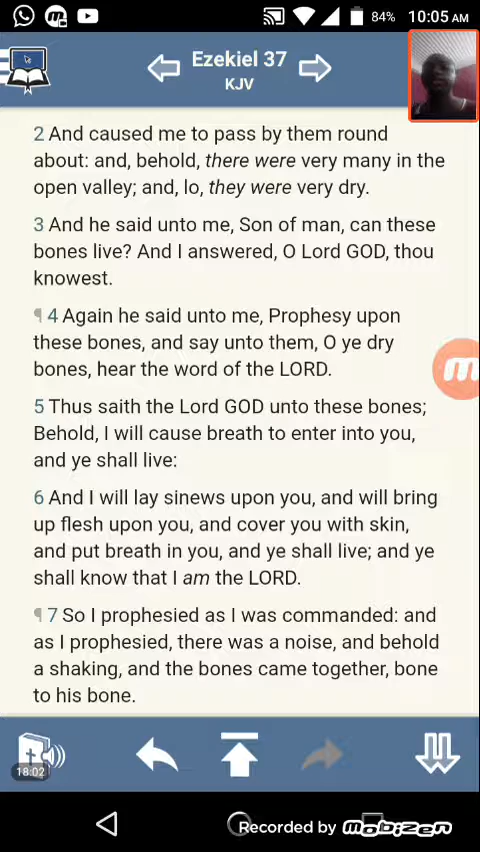 84% 10:05 AM
Ezekiel 37
KJV
2 And caused me to pass by them round
about: and, behold, there were very many in the
open valley; and, lo, they were very dry.
3 And he said unto me, Son of man, can these
bones live? And I answered, O Lord GOD, thou
knowest.
¶ 4 Again he said unto me, Prophesy upon
these bones, and say unto them, O ye dry
bones, hear the word of the LORD.
5 Thus saith the Lord GOD unto these bones;
Behold, I will cause breath to enter into you,
and ye shall live:
6 And I will lay sinews upon you, and will bring
up flesh upon you, and cover you with skin,
and put breath in you, and ye shall live; and ye
shall know that I am the LORD.
¶ 7 So I prophesied as I was commanded: and
as I prophesied, there was a noise, and behold
a shaking, and the bones came together, bone
to his bone.
18:02
Recorded by mobizen